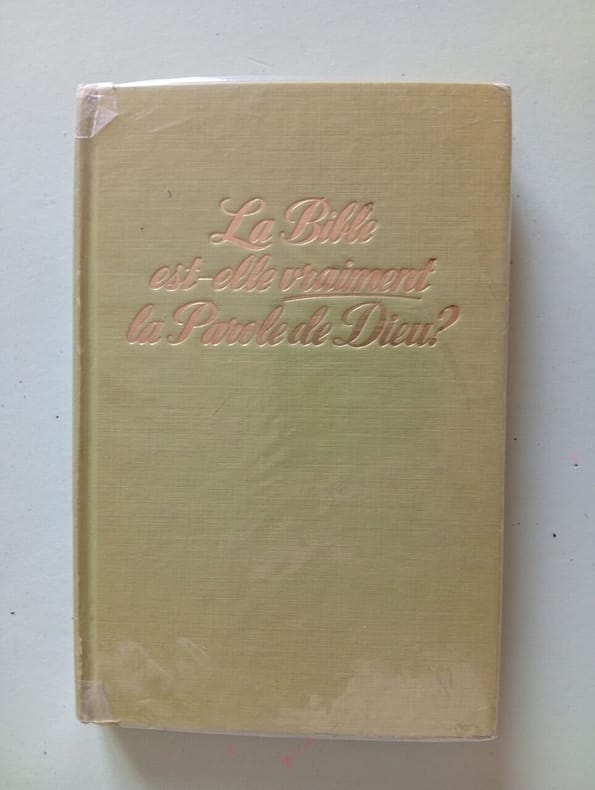 La Bible
est-elle vraiment
la Parole de Dieu?